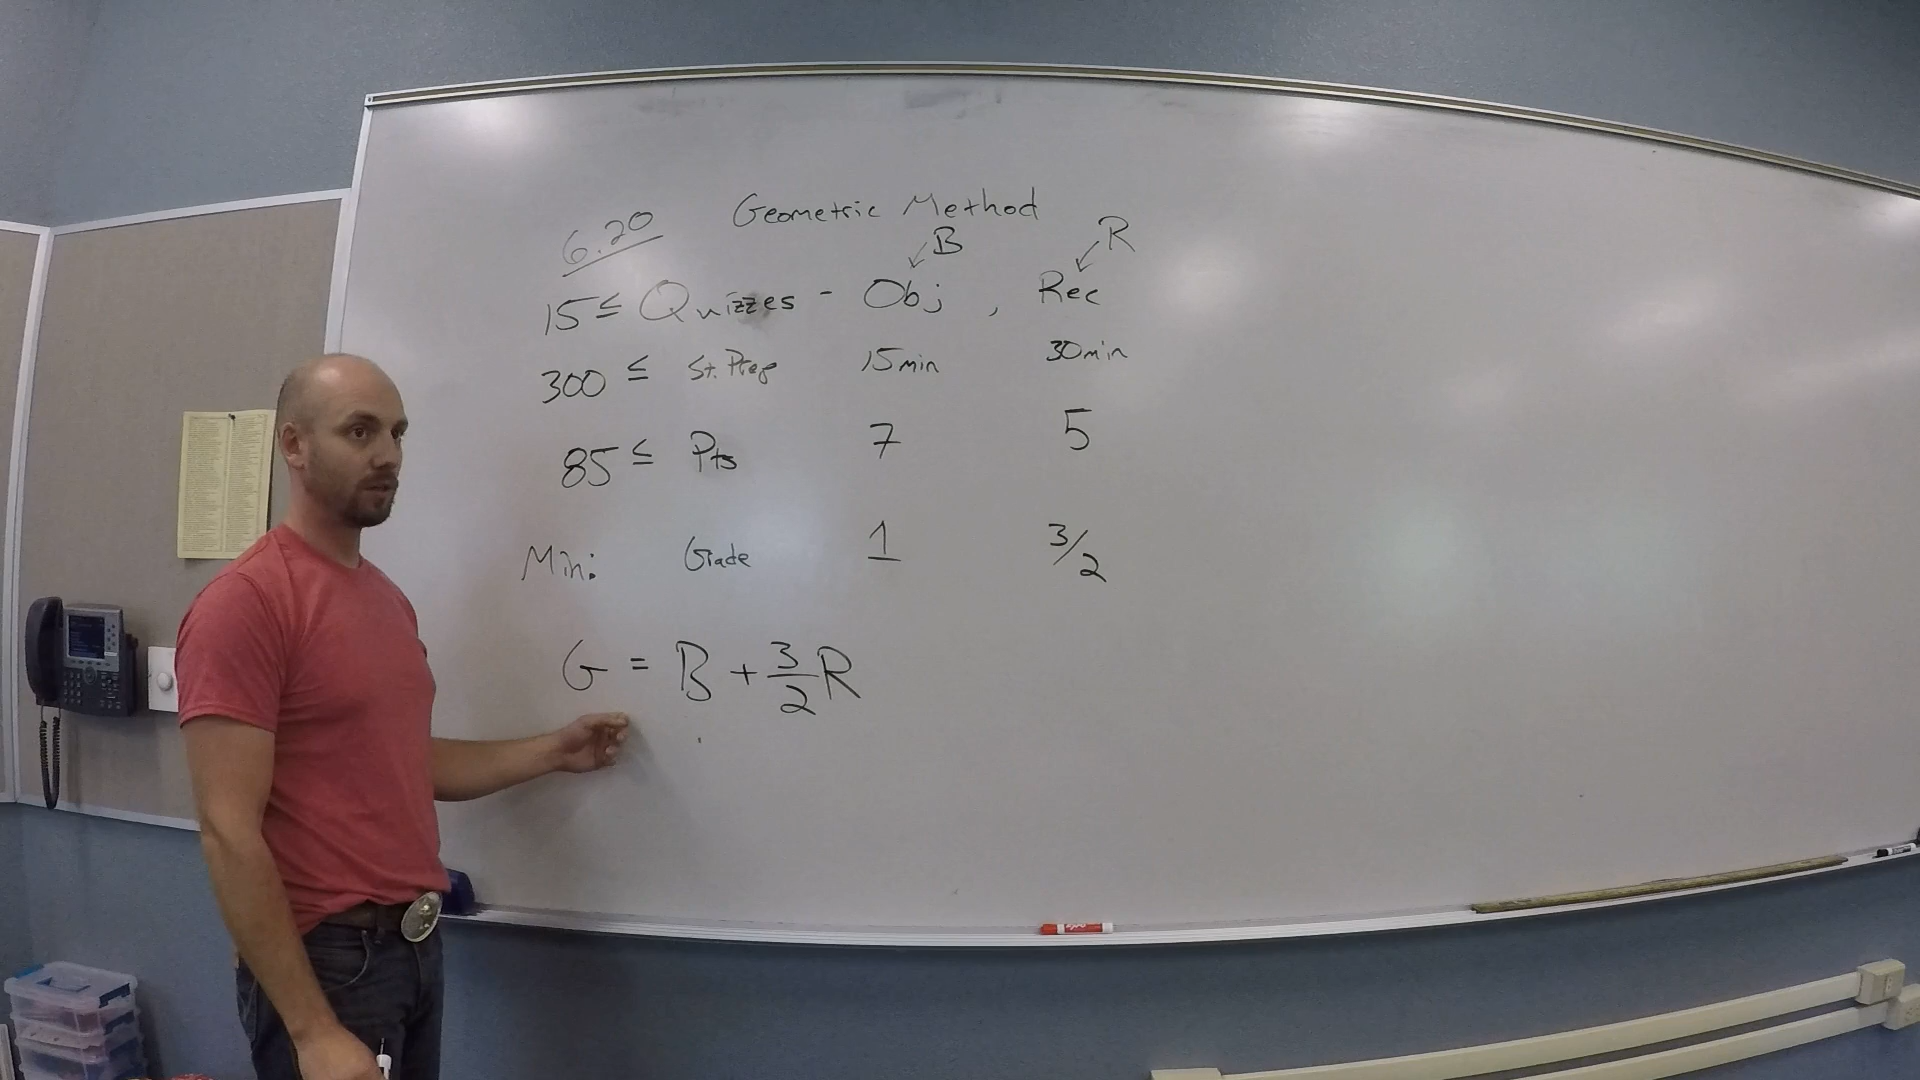 6.20 Geometric Method
B R
15 ≤ Quizzes - Obj , Rec
300 ≤ St. Prep 15min 30min
85 ≤ Pts 7 5
Min: Grade 1 3/2
G = B + 3/2 R